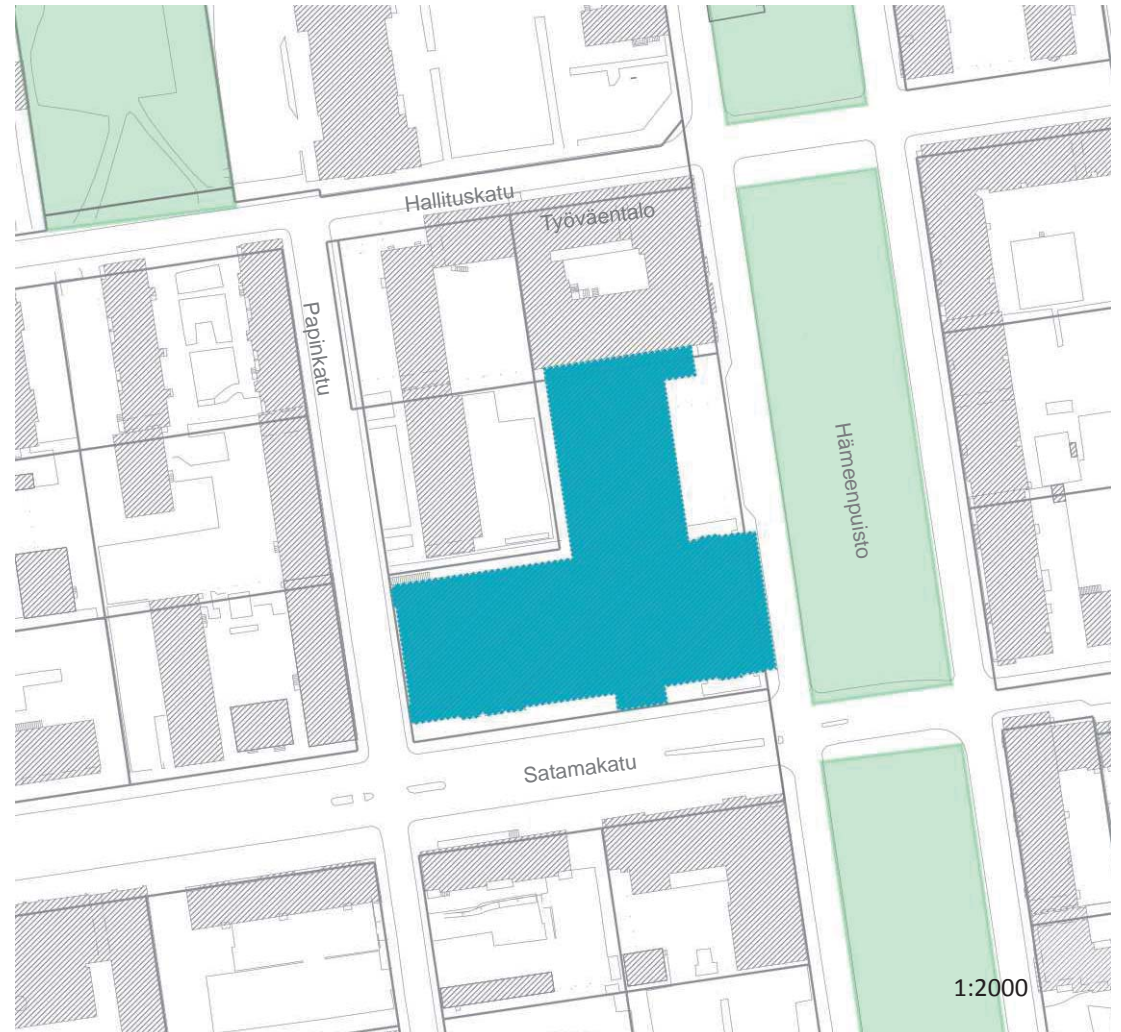 Hallituskatu
Työväentalo
Papinkatu
Hämeenpuisto
Satamakatu
1:2000